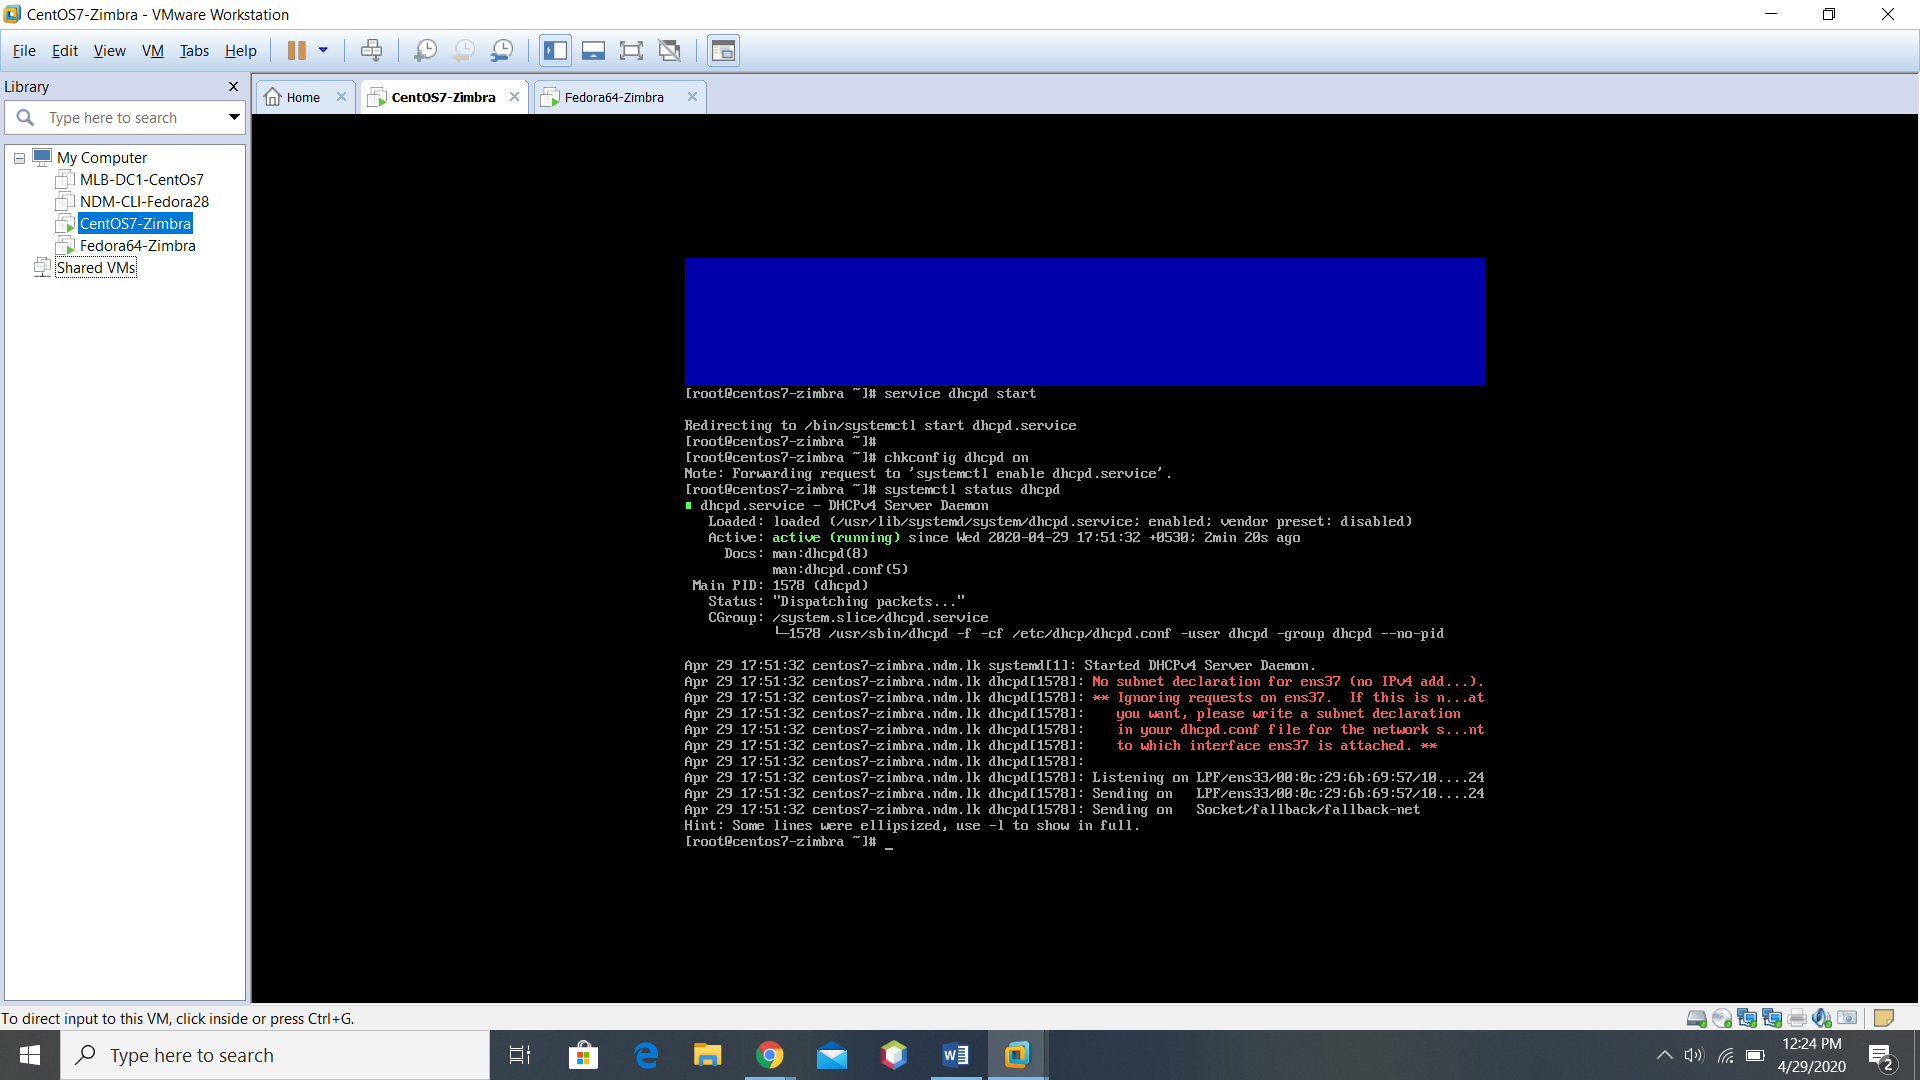 CentOS7-Zimbra - VMware Workstation
File Edit View VM Tabs Help
Library
Type here to search
My Computer
MLB-DC1-CentOs7
NDM-CLI-Fedora28
CentOS7-Zimbra
Fedora64-Zimbra
Shared VMs
Home CentOS7-Zimbra Fedora64-Zimbra
[root@centos7-zimbra ~]# service dhcpd start
Redirecting to /bin/systemctl start dhcpd.service
[root@centos7-zimbra ~]#
[root@centos7-zimbra ~]# chkconfig dhcpd on
Note: Forwarding request to 'systemctl enable dhcpd.service'.
[root@centos7-zimbra ~]# systemctl status dhcpd
dhcpd.service - DHCPv4 Server Daemon
Loaded: loaded (/usr/lib/systemd/system/dhcpd.service; enabled; vendor preset: disabled)
Active: active (running) since Wed 2020-04-29 17:51:32 +0530; 2min 20s ago
Docs: man:dhcpd(8)
man:dhcpd.conf(5)
Main PID: 1578 (dhcpd)
Status: "Dispatching packets..."
CGroup: /system.slice/dhcpd.service
└─1578 /usr/sbin/dhcpd -f -cf /etc/dhcp/dhcpd.conf -user dhcpd -group dhcpd --no-pid
Apr 29 17:51:32 centos7-zimbra.ndm.lk systemd[1]: Started DHCPv4 Server Daemon.
Apr 29 17:51:32 centos7-zimbra.ndm.lk dhcpd[1578]: No subnet declaration for ens37 (no IPv4 add...).
Apr 29 17:51:32 centos7-zimbra.ndm.lk dhcpd[1578]: ** Ignoring requests on ens37. If this is n...at
Apr 29 17:51:32 centos7-zimbra.ndm.lk dhcpd[1578]: you want, please write a subnet declaration
Apr 29 17:51:32 centos7-zimbra.ndm.lk dhcpd[1578]: in your dhcpd.conf file for the network s...nt
Apr 29 17:51:32 centos7-zimbra.ndm.lk dhcpd[1578]: to which interface ens37 is attached. **
Apr 29 17:51:32 centos7-zimbra.ndm.lk dhcpd[1578]:
Apr 29 17:51:32 centos7-zimbra.ndm.lk dhcpd[1578]: Listening on LPF/ens33/00:0c:29:6b:69:57/10....24
Apr 29 17:51:32 centos7-zimbra.ndm.lk dhcpd[1578]: Sending on LPF/ens33/00:0c:29:6b:69:57/10....24
Apr 29 17:51:32 centos7-zimbra.ndm.lk dhcpd[1578]: Sending on Socket/fallback/fallback-net
Hint: Some lines were ellipsized, use -l to show in full.
[root@centos7-zimbra ~]# _
To direct input to this VM, click inside or press Ctrl+G.
Type here to search
12:24 PM
4/29/2020
2